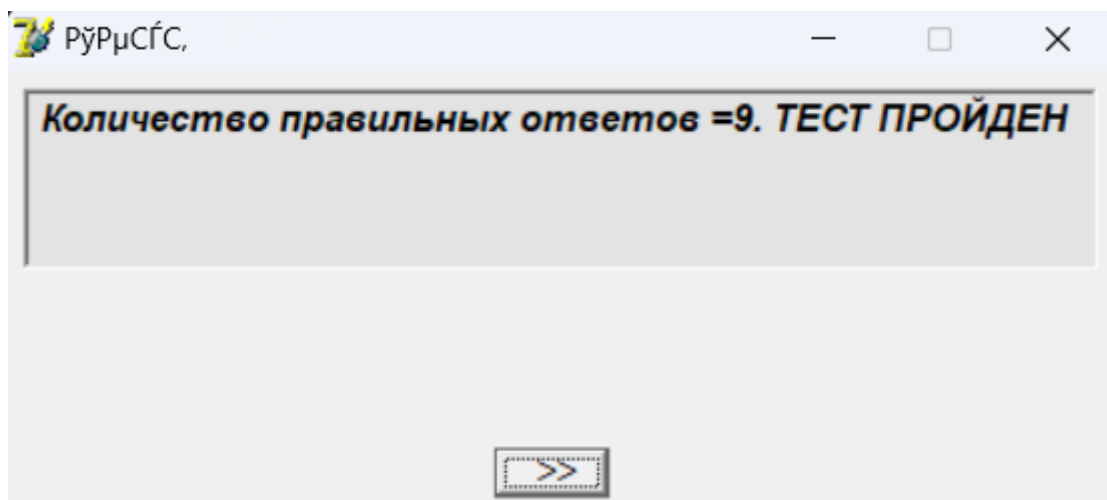 РўРµСЃС‚
Количество правильных ответов =9. ТЕСТ ПРОЙДЕН
>>